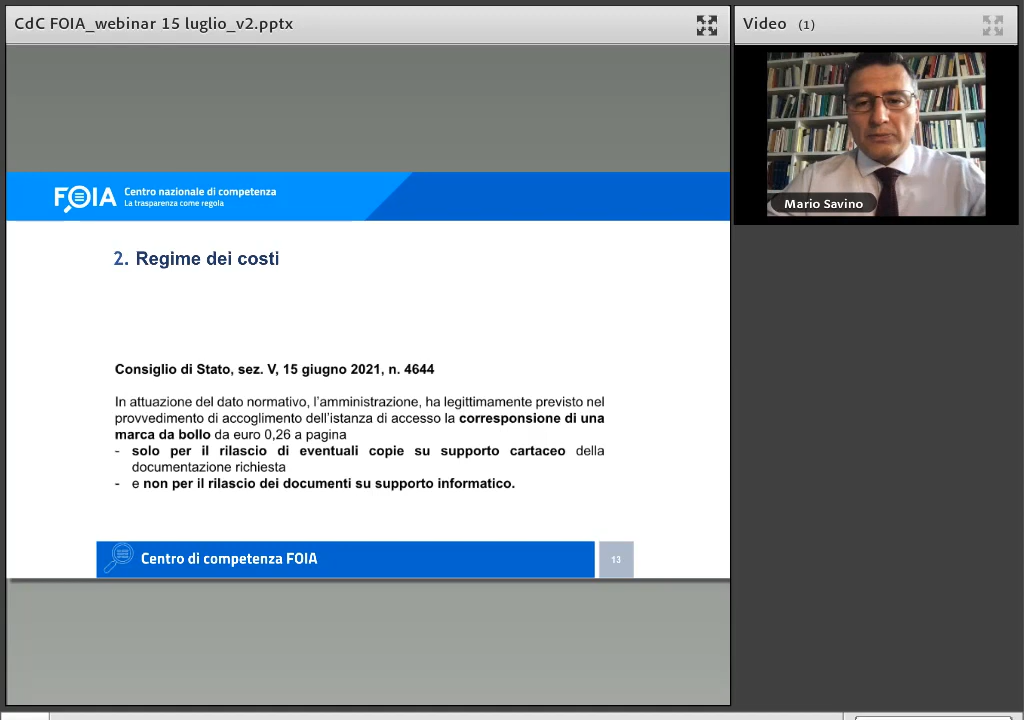 CdC FOIA_webinar 15 luglio_v2.pptx
Video (1)
Mario Savino
FOIA
Centro nazionale di competenza
La trasparenza come regola
2. Regime dei costi
Consiglio di Stato, sez. V, 15 giugno 2021, n. 4644
In attuazione del dato normativo, l’amministrazione, ha legittimamente previsto nel
provvedimento di accoglimento dell’istanza di accesso la corresponsione di una
marca da bollo da euro 0,26 a pagina
- solo per il rilascio di eventuali copie su supporto cartaceo della
documentazione richiesta
- e non per il rilascio dei documenti su supporto informatico.
Centro di competenza FOIA
13